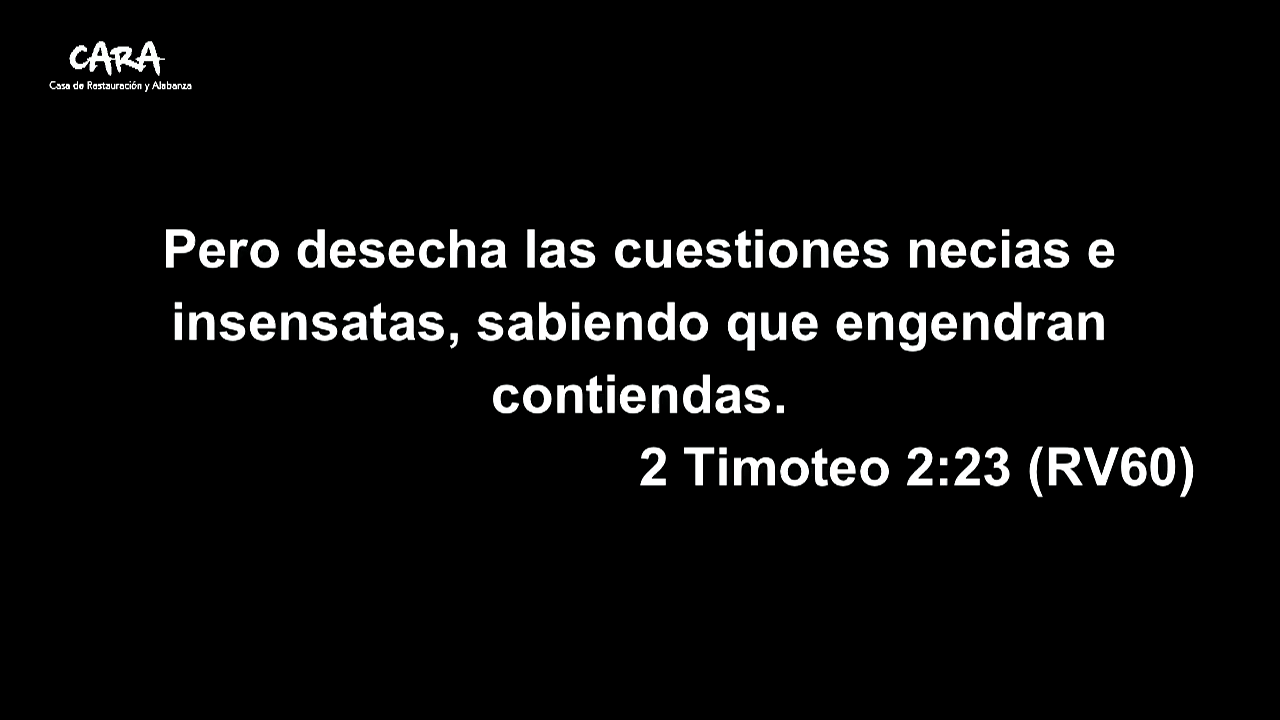 CARA
Casa de Restauración y Alabanza
Pero desecha las cuestiones necias e
insensatas, sabiendo que engendran
contiendas.
2 Timoteo 2:23 (RV60)